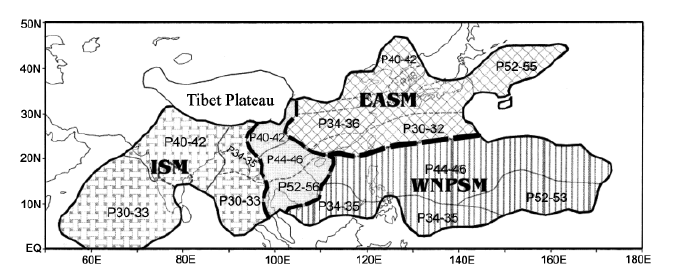 50N
40N
30N
20N
10N
EQ
60E
80E
100E
120E
140E
160E
180E
Tibet Plateau
P40-42
P52-55
EASM
P34-36
P30-32
P40-42
P40-42
P34-35
ISM
P44-46
P52-56
P30-33
P30-33
P44-46
WNPSM
P52-53
P34-35
P34-35